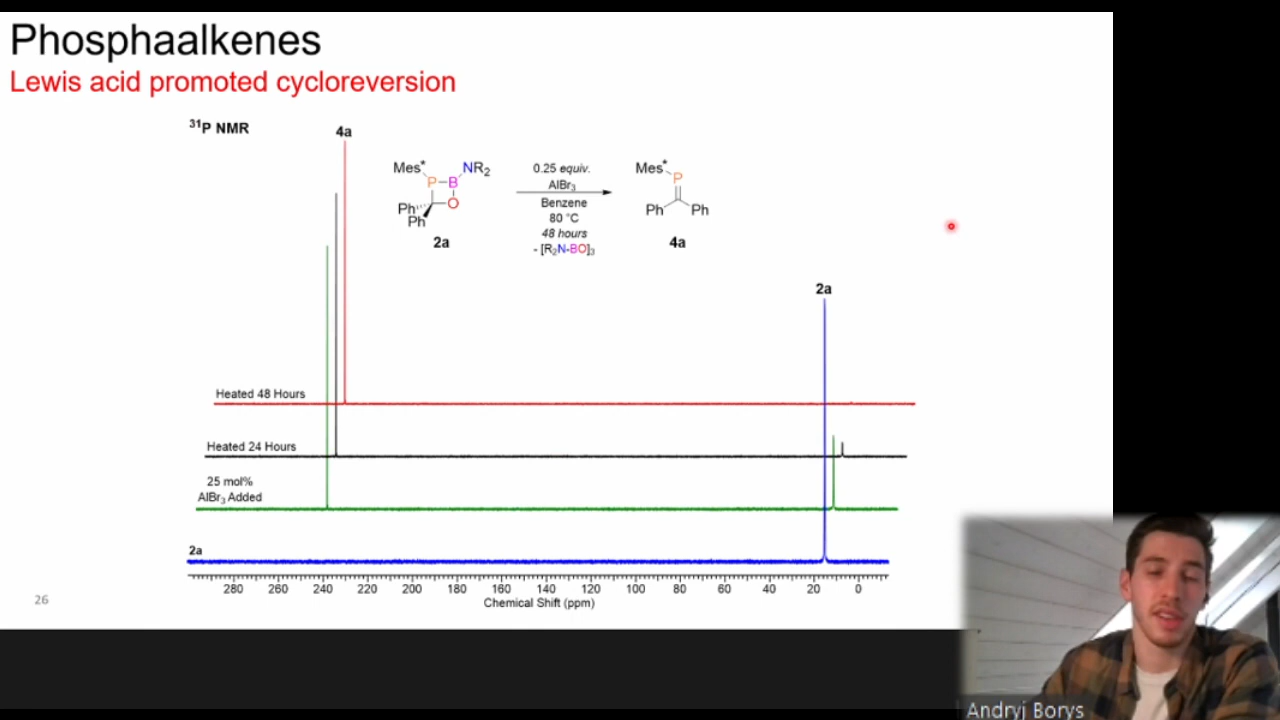 Phosphaalkenes
Lewis acid promoted cycloreversion
³¹P NMR
4a
Mes*
NR₂
P
B
O
Ph
Ph
2a
0.25 equiv.
AlBr₃
Benzene
80 °C
48 hours
- [R₂N-BO]₃
Mes*
P
Ph
Ph
4a
2a
Heated 48 Hours
Heated 24 Hours
25 mol%
AlBr₃ Added
2a
280 260 240 220 200 180 160 140 120 100 80 60 40 20 0
Chemical Shift (ppm)
26
Andryj Borys